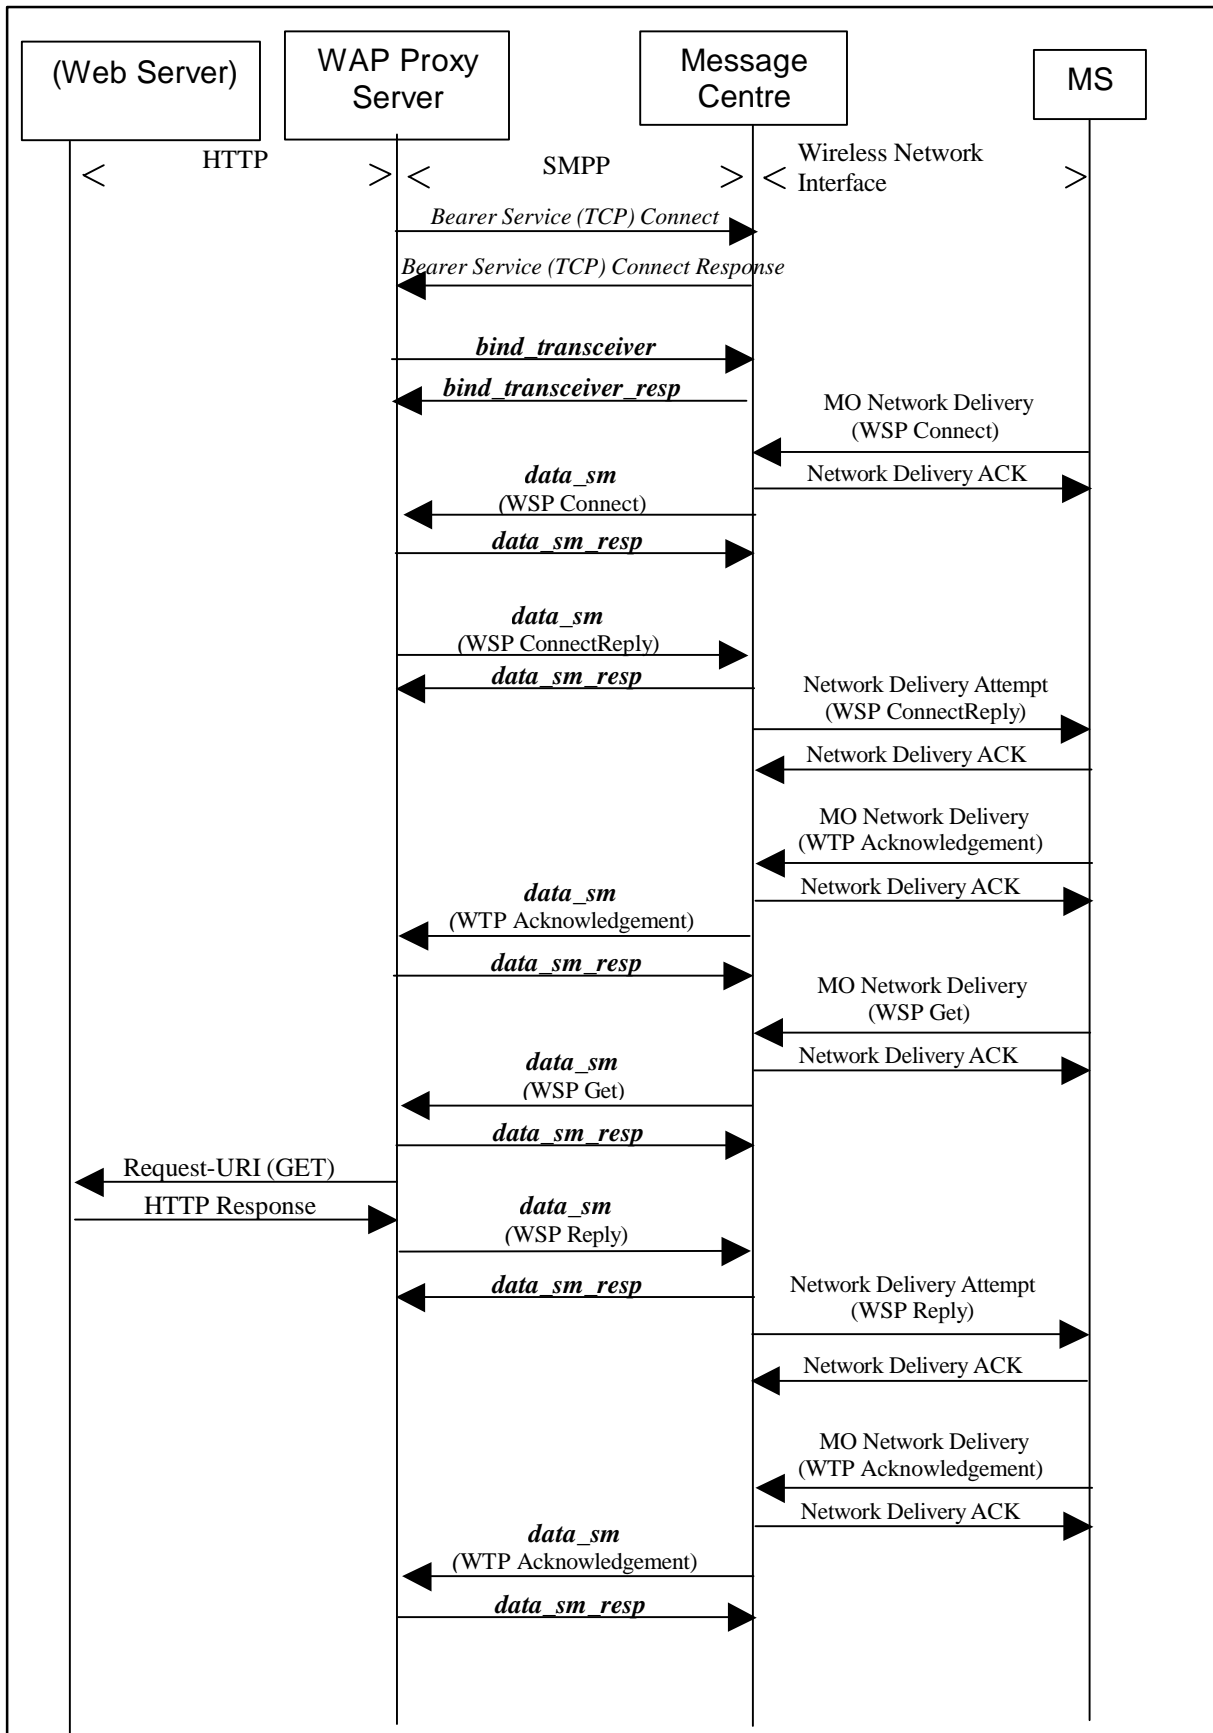 (Web Server)
WAP Proxy
Server
Message
Centre
MS
< HTTP >
< SMPP >
< Wireless Network
Interface >
Bearer Service (TCP) Connect
Bearer Service (TCP) Connect Response
bind_transceiver
bind_transceiver_resp
MO Network Delivery
(WSP Connect)
Network Delivery ACK
data_sm
(WSP Connect)
data_sm_resp
data_sm
(WSP ConnectReply)
data_sm_resp
Network Delivery Attempt
(WSP ConnectReply)
Network Delivery ACK
MO Network Delivery
(WTP Acknowledgement)
Network Delivery ACK
data_sm
(WTP Acknowledgement)
data_sm_resp
MO Network Delivery
(WSP Get)
Network Delivery ACK
data_sm
(WSP Get)
data_sm_resp
Request-URI (GET)
HTTP Response
data_sm
(WSP Reply)
data_sm_resp
Network Delivery Attempt
(WSP Reply)
Network Delivery ACK
MO Network Delivery
(WTP Acknowledgement)
Network Delivery ACK
data_sm
(WTP Acknowledgement)
data_sm_resp